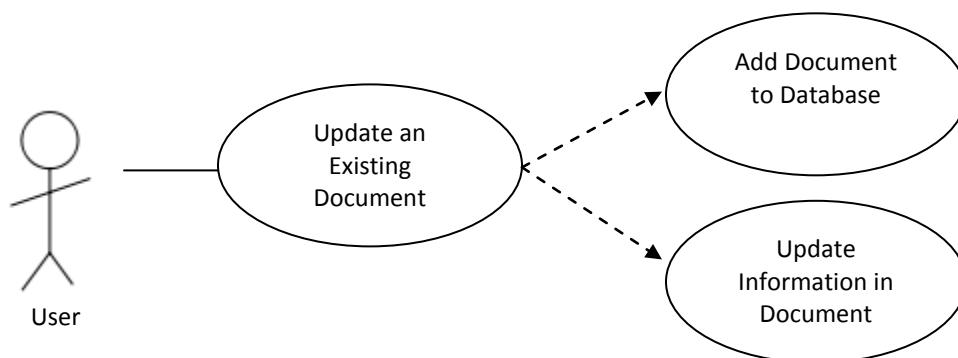 Add Document
to Database
Update an
Existing
Document
Update
Information in
Document
User